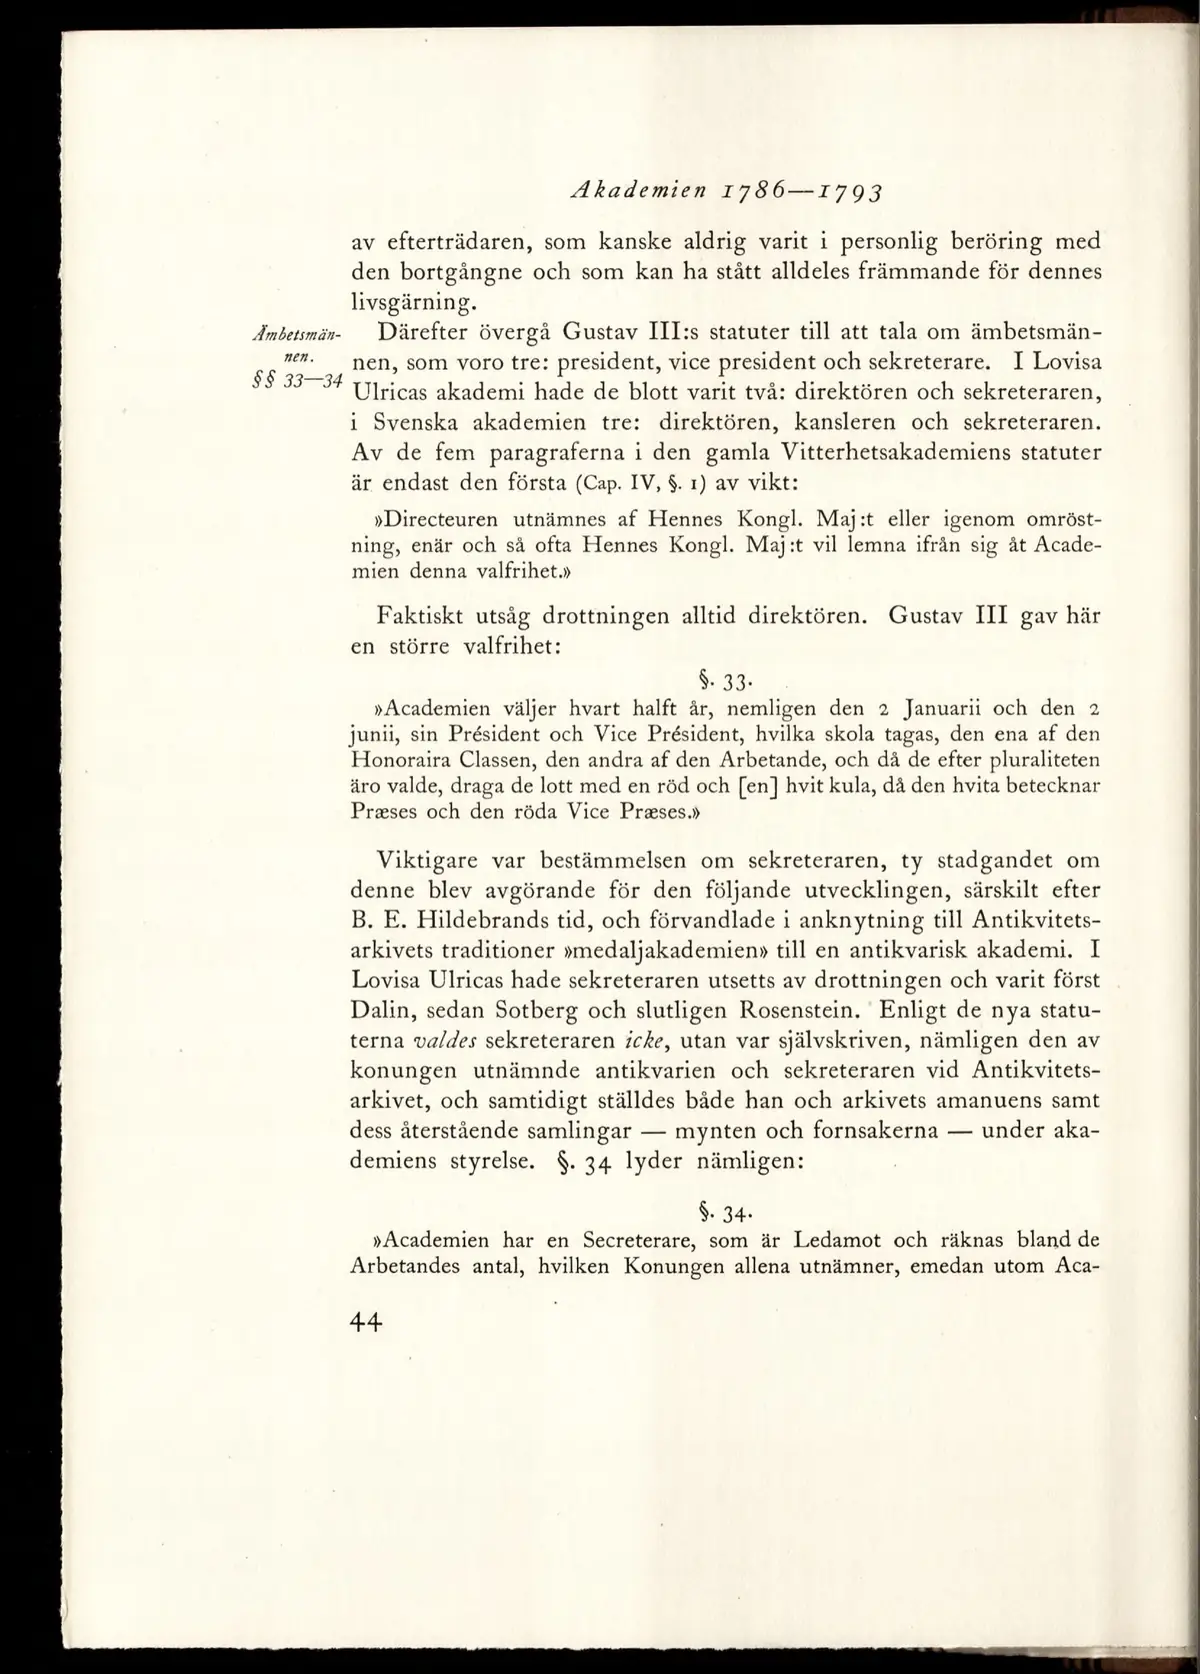 Akademien 1786—1793
av efterträdaren, som kanske aldrig varit i personlig beröring med
den bortgångne och som kan ha stått alldeles främmande för dennes
livsgärning.
Ämbetsmän-
nen.
§§ 33—34
Därefter övergå Gustav III:s statuter till att tala om ämbetsmän-
nen, som voro tre: president, vice president och sekreterare. I Lovisa
Ulricas akademi hade de blott varit två: direktören och sekreteraren,
i Svenska akademien tre: direktören, kansleren och sekreteraren.
Av de fem paragraferna i den gamla Vitterhetsakademiens statuter
är endast den första (Cap. IV, §. 1) av vikt:
»Directeuren utnämnes af Hennes Kongl. Maj:t eller igenom omröst-
ning, enär och så ofta Hennes Kongl. Maj:t vil lemna ifrån sig åt Acade-
mien denna valfrihet.»
Faktiskt utsåg drottningen alltid direktören. Gustav III gav här
en större valfrihet:
§. 33.
»Academien väljer hvart halft år, nemligen den 2 Januarii och den 2
junii, sin Président och Vice Président, hvilka skola tagas, den ena af den
Honoraira Classen, den andra af den Arbetande, och då de efter pluraliteten
äro valde, draga de lott med en röd och [en] hvit kula, då den hvita betecknar
Præses och den röda Vice Præses.»
Viktigare var bestämmelsen om sekreteraren, ty stadgandet om
denne blev avgörande för den följande utvecklingen, särskilt efter
B. E. Hildebrands tid, och förvandlade i anknytning till Antikvitets-
arkivets traditioner »medaljakademien» till en antikvarisk akademi. I
Lovisa Ulricas hade sekreteraren utsetts av drottningen och varit först
Dalin, sedan Sotberg och slutligen Rosenstein. Enligt de nya statu-
terna valdes sekreteraren icke, utan var självskriven, nämligen den av
konungen utnämnde antikvarien och sekreteraren vid Antikvitets-
arkivet, och samtidigt ställdes både han och arkivets amanuens samt
dess återstående samlingar — mynten och fornsakerna — under aka-
demiens styrelse. §. 34 lyder nämligen:
§. 34.
»Academien har en Secreterare, som är Ledamot och räknas bland de
Arbetandes antal, hvilken Konungen allena utnämner, emedan utom Aca-
44